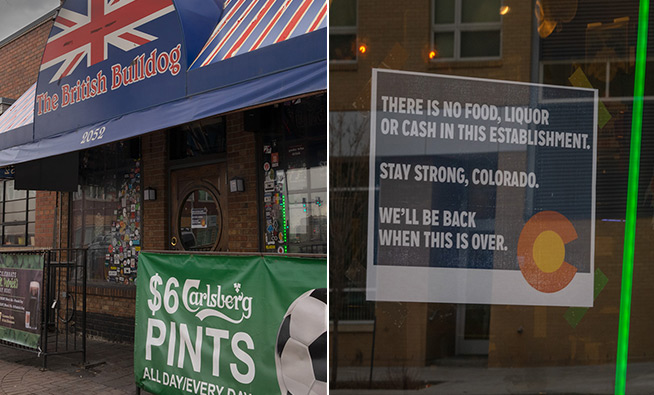 The British Bulldog
2052
$6 Carlsberg
PINTS
ALL DAY/EVERY DAY
CELEBRATE
THERE IS NO FOOD, LIQUOR
OR CASH IN THIS ESTABLISHMENT.
STAY STRONG, COLORADO.
WE'LL BE BACK
WHEN THIS IS OVER.